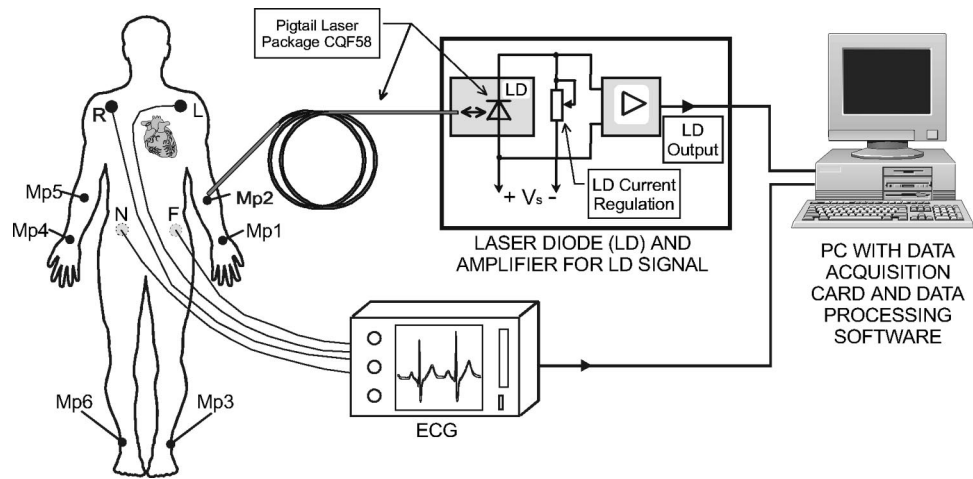 Pigtail Laser
Package CQF58
LD
LD
Output
+ Vs -
LD Current
Regulation
LASER DIODE (LD) AND
AMPLIFIER FOR LD SIGNAL
R
L
Mp5
Mp2
N
F
Mp4
Mp1
PC WITH DATA
ACQUISITION
CARD AND DATA
PROCESSING
SOFTWARE
Mp6
Mp3
ECG